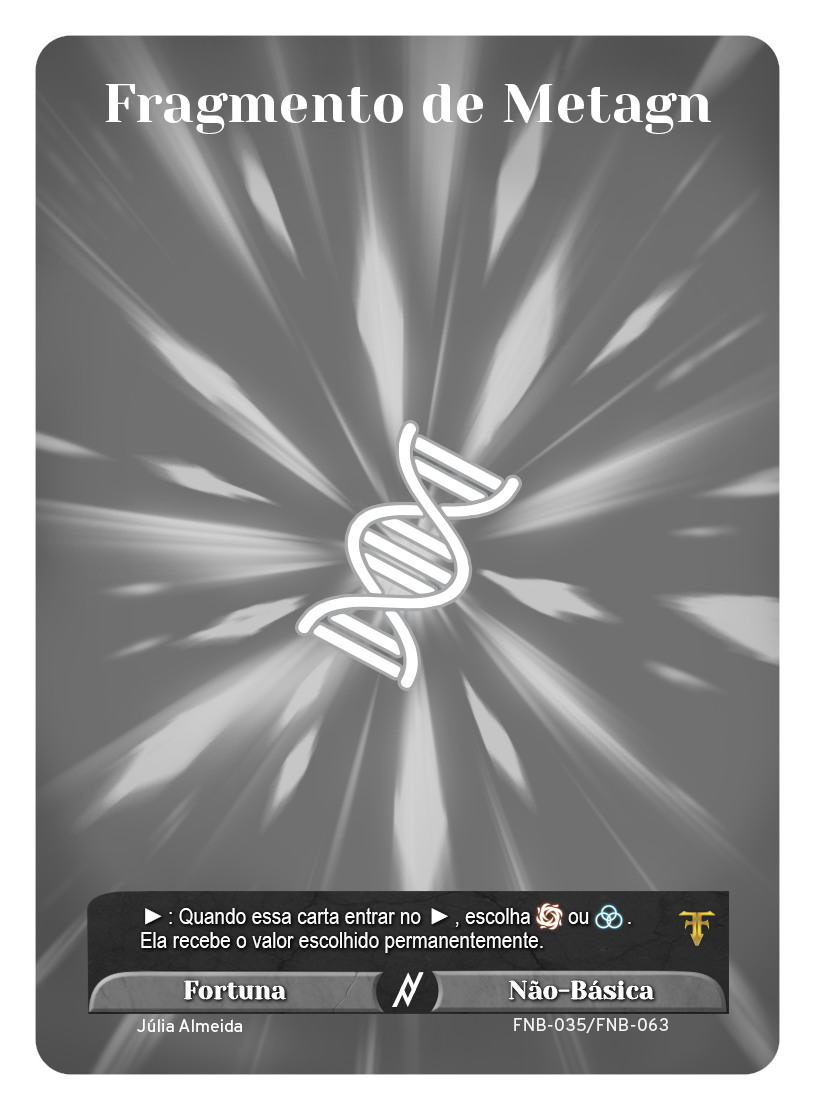 Fragmento de Metagn
► : Quando essa carta entrar no ► , escolha ou .
Ela recebe o valor escolhido permanentemente.
Fortuna
Não-Básica
Júlia Almeida
FNB-035/FNB-063